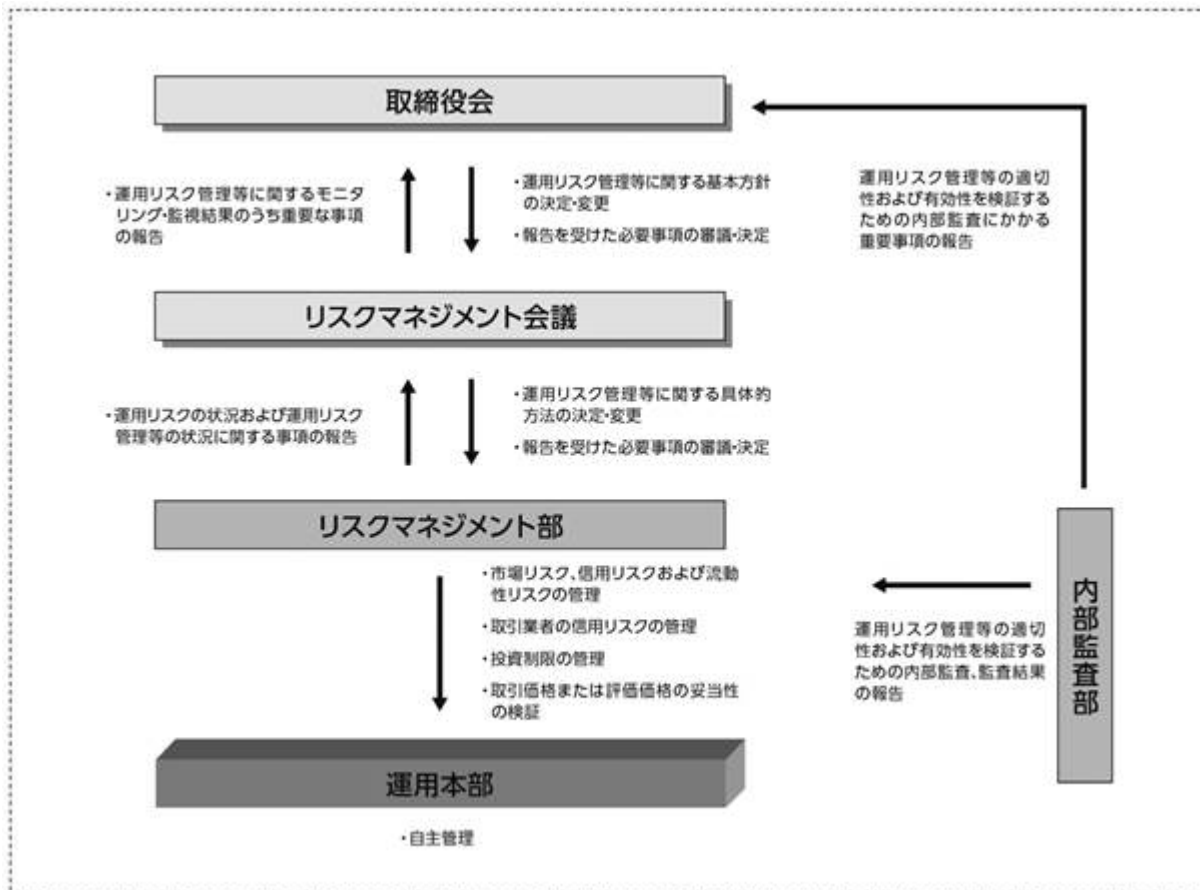 取締役会
・運用リスク管理等に関するモニタ
リング・監視結果のうち重要な事項
の報告
・運用リスク管理等に関する基本方針
の決定・変更
・報告を受けた必要事項の審議・決定
運用リスク管理等の適切
性および有効性を検証する
ための内部監査にかかる
重要事項の報告
リスクマネジメント会議
・運用リスクの状況および運用リスク
管理等の状況に関する事項の報告
・運用リスク管理等に関する具体的
方法の決定・変更
・報告を受けた必要事項の審議・決定
リスクマネジメント部
・市場リスク、信用リスクおよび流動
性リスクの管理
・取引業者の信用リスクの管理
・投資制限の管理
・取引価格または評価価格の妥当性
の検証
運用リスク管理等の適切
性および有効性を検証する
ための内部監査、監査結果
の報告
内部監査部
運用本部
・自主管理